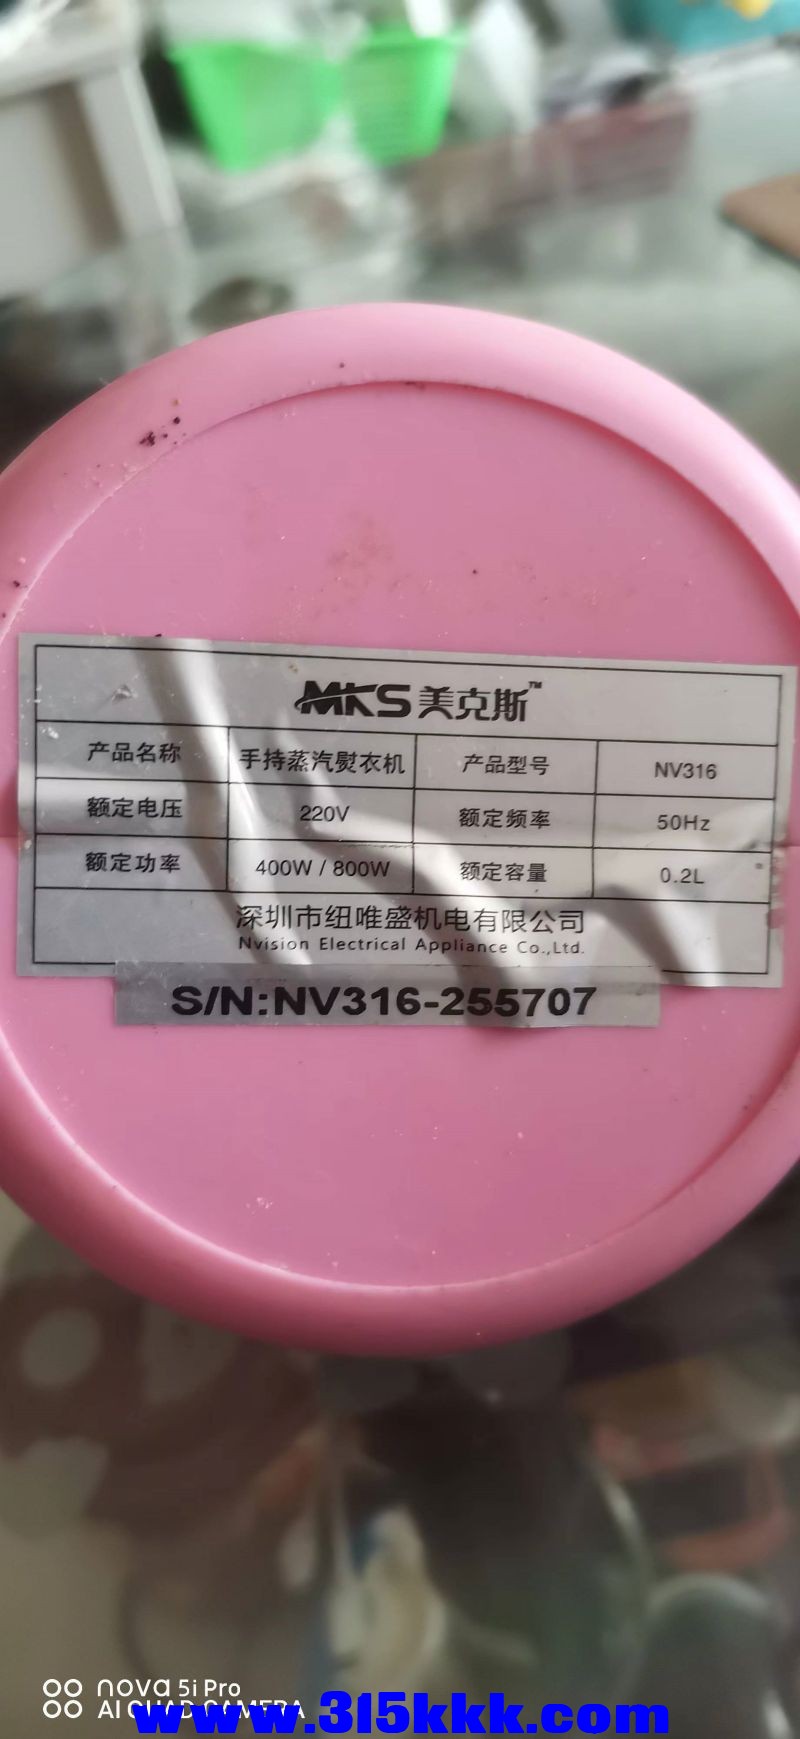 MKS美克斯™
产品名称 手持蒸汽熨衣机 产品型号 NV316
额定电压 220V 额定频率 50Hz
额定功率 400W / 800W 额定容量 0.2L
深圳市纽唯盛机电有限公司
Nvision Electrical Appliance Co.,Ltd.
S/N:NV316-255707
nova 5i Pro
AI QUAD CAMERA
www.315kkk.com